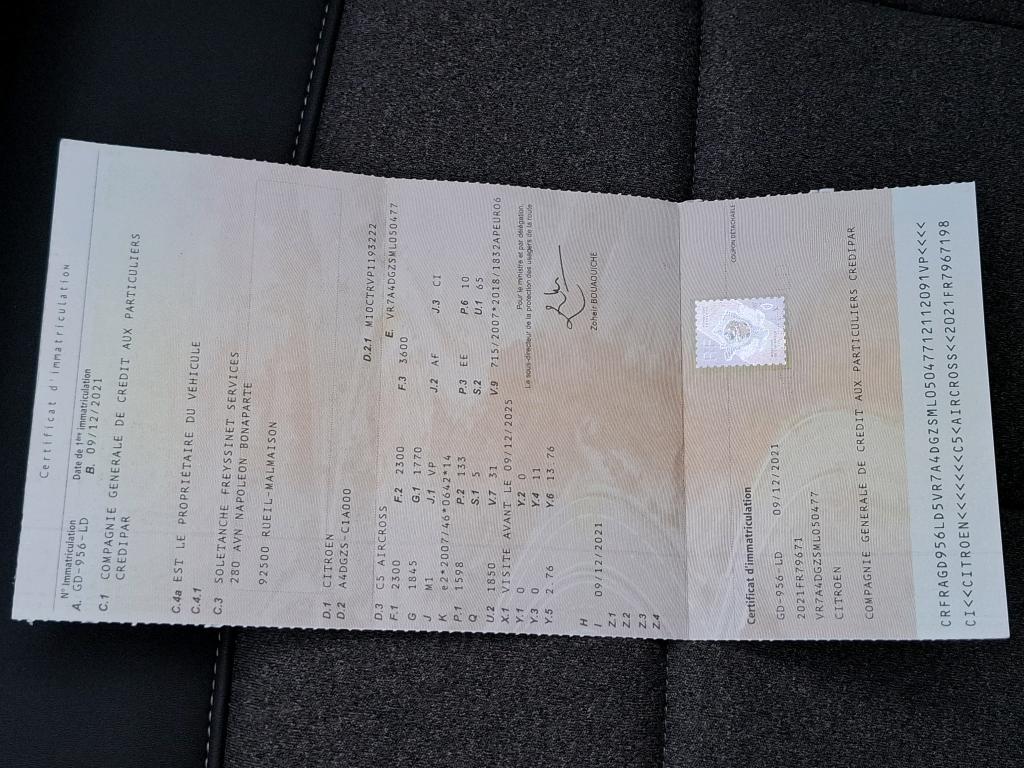 Certificat d'immatriculation
N° Immatriculation Date de 1ère immatriculation
A. GD-956-LD B. 09/12/2021
C.1 COMPAGNIE GENERALE DE CREDIT AUX PARTICULIERS
CREDIPAR
C.4a EST LE PROPRIÉTAIRE DU VÉHICULE
C.4.1
C.3 SOLETANCHE FREYSSINET SERVICES
280 AVN NAPOLEON BONAPARTE
92500 RUEIL-MALMAISON
D.1 CITROEN
D.2 A4DGZS-C1A000 D.2.1 M10CTRVP1193222
D.3 C5 AIRCROSS E. VR7A4DGZSML050477
F.1 2300 F.2 2300 F.3 3600
G 1845 G.1 1770
J M1 J.1 VP J.2 AF J.3 CI
K e2*2007/46*0642*14
P.1 1598 P.2 133 P.3 EE P.6 10
Q S.1 5 S.2 U.1 65
U.2 1850 V.7 31 V.9 715/2007*2018/1832APEURO6
X.1 VISITE AVANT LE 09/12/2025
Y.1 0 Y.2 0
Y.3 0 Y.4 11
Y.5 2.76 Y.6 13 76
Pour le ministre et par délégation,
Le sous-directeur de la protection des usagers de la route
Zoheir BOUAOUICHE
H
I 09/12/2021
Z.1
Z.2
Z.3
Z.4
COUPON DÉTACHABLE
Certificat d'immatriculation
GD-956-LD 09/12/2021
2021FR79671
VR7A4DGZSML050477
CITROEN
COMPAGNIE GENERALE DE CREDIT AUX PARTICULIERS CREDIPAR
CRFRAGD956LD5VR7A4DGZSML05047712112091VP<<<<
CI<<CITROEN<<<<<<<C5<AIRCROSS<<2021FR7967198